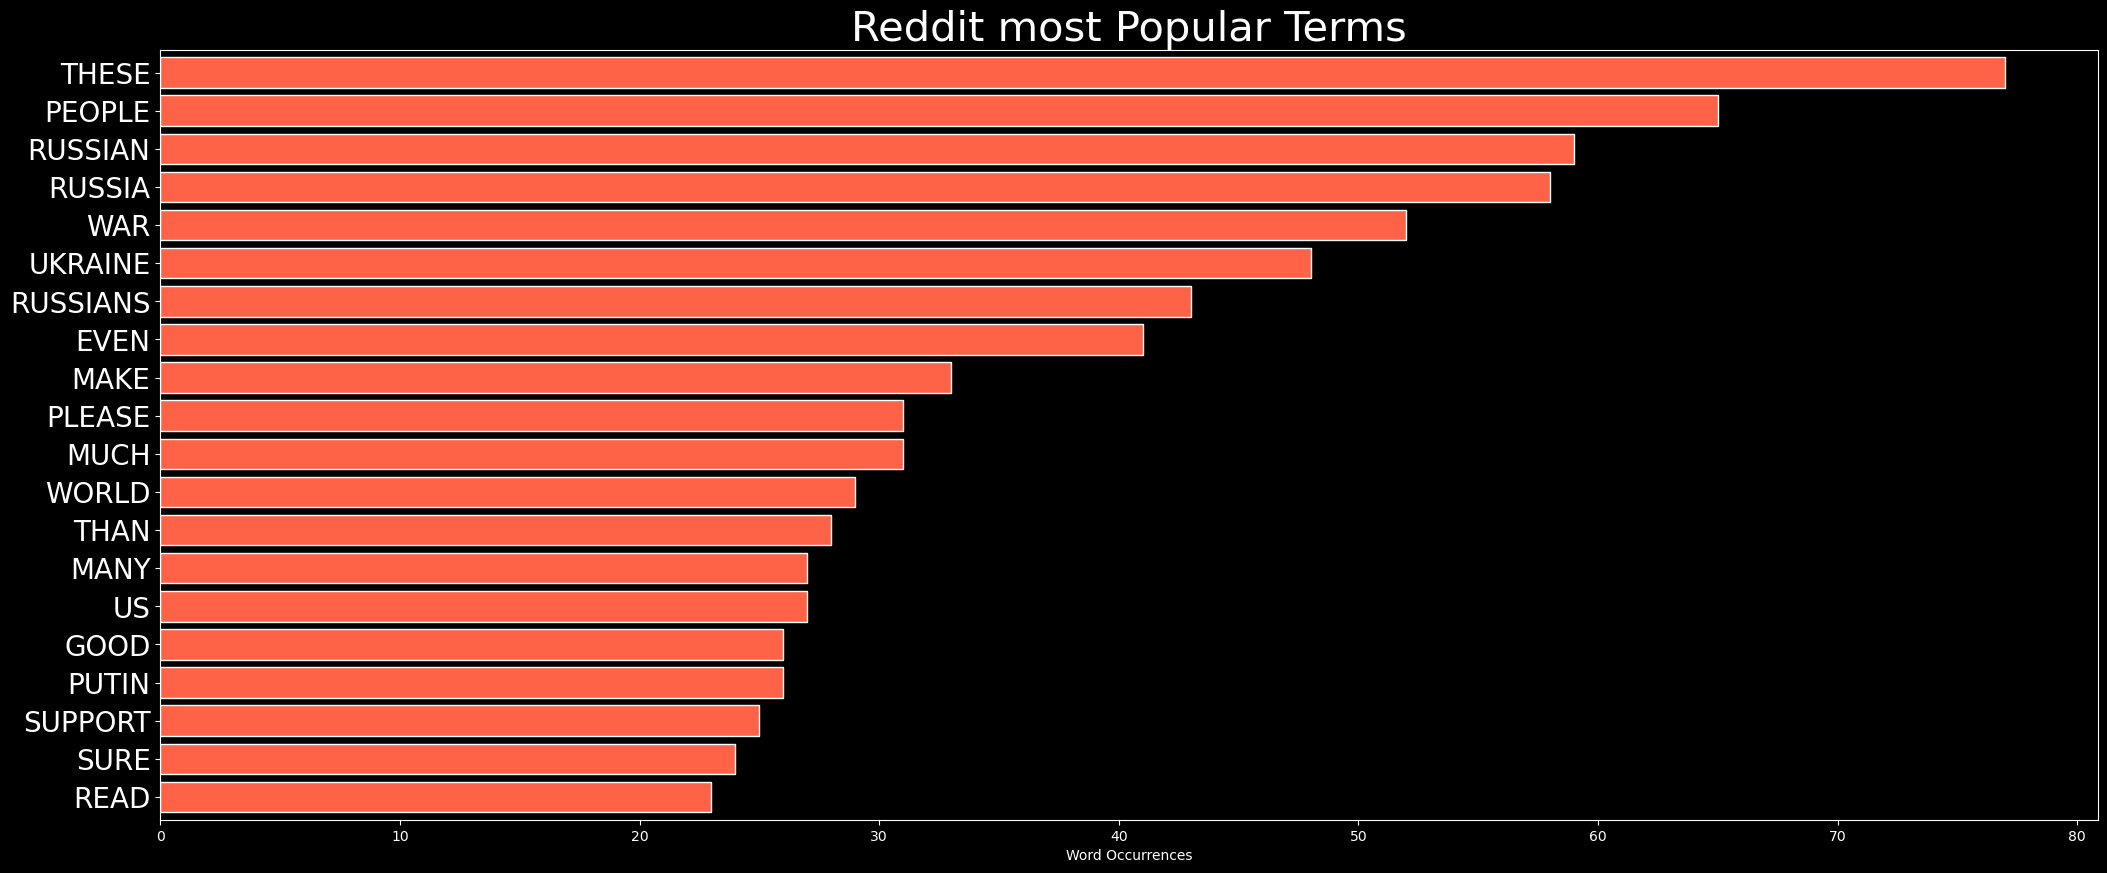 Reddit most Popular Terms
THESE
PEOPLE
RUSSIAN
RUSSIA
WAR
UKRAINE
RUSSIANS
EVEN
MAKE
PLEASE
MUCH
WORLD
THAN
MANY
US
GOOD
PUTIN
SUPPORT
SURE
READ
0 10 20 30 40 50 60 70 80
Word Occurrences